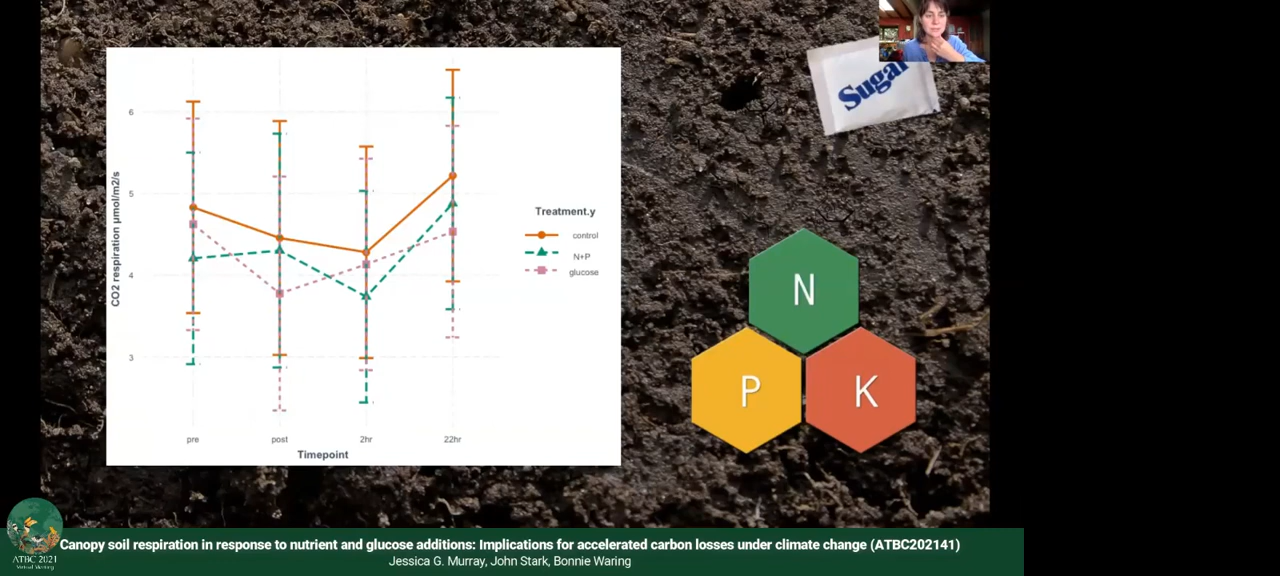 Sugar
6
5
4
3
CO2 respiration µmol/m2/s
Treatment.y
control
N+P
glucose
pre
post
2hr
22hr
Timepoint
N
P
K
ATBC 2021
Virtual Meeting
Canopy soil respiration in response to nutrient and glucose additions: Implications for accelerated carbon losses under climate change (ATBC202141)
Jessica G. Murray, John Stark, Bonnie Waring